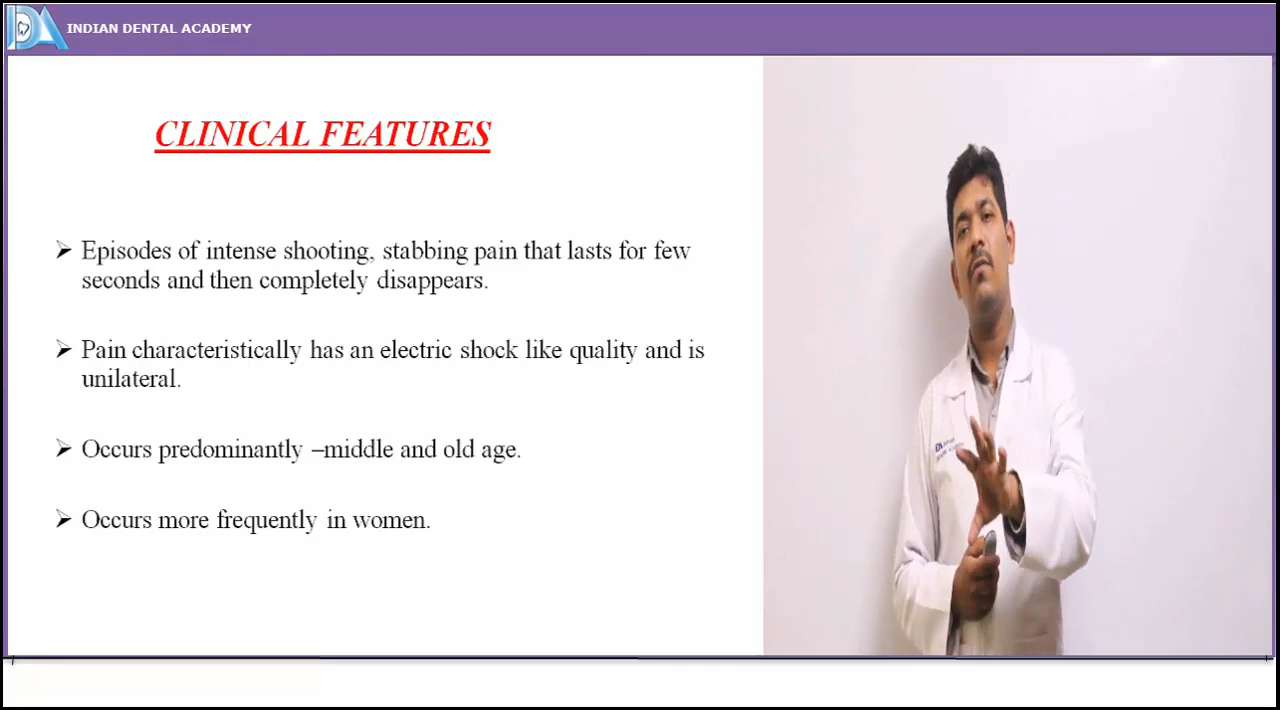 INDIAN DENTAL ACADEMY
CLINICAL FEATURES
➢ Episodes of intense shooting, stabbing pain that lasts for few
seconds and then completely disappears.
➢ Pain characteristically has an electric shock like quality and is
unilateral.
➢ Occurs predominantly –middle and old age.
➢ Occurs more frequently in women.